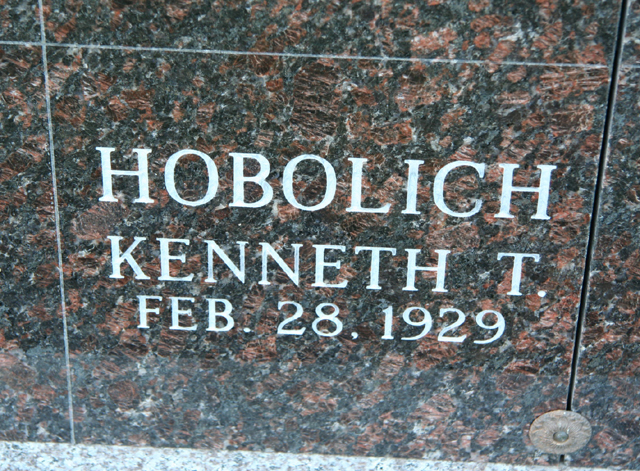 HOBOLICH
KENNETH T.
FEB. 28, 1929